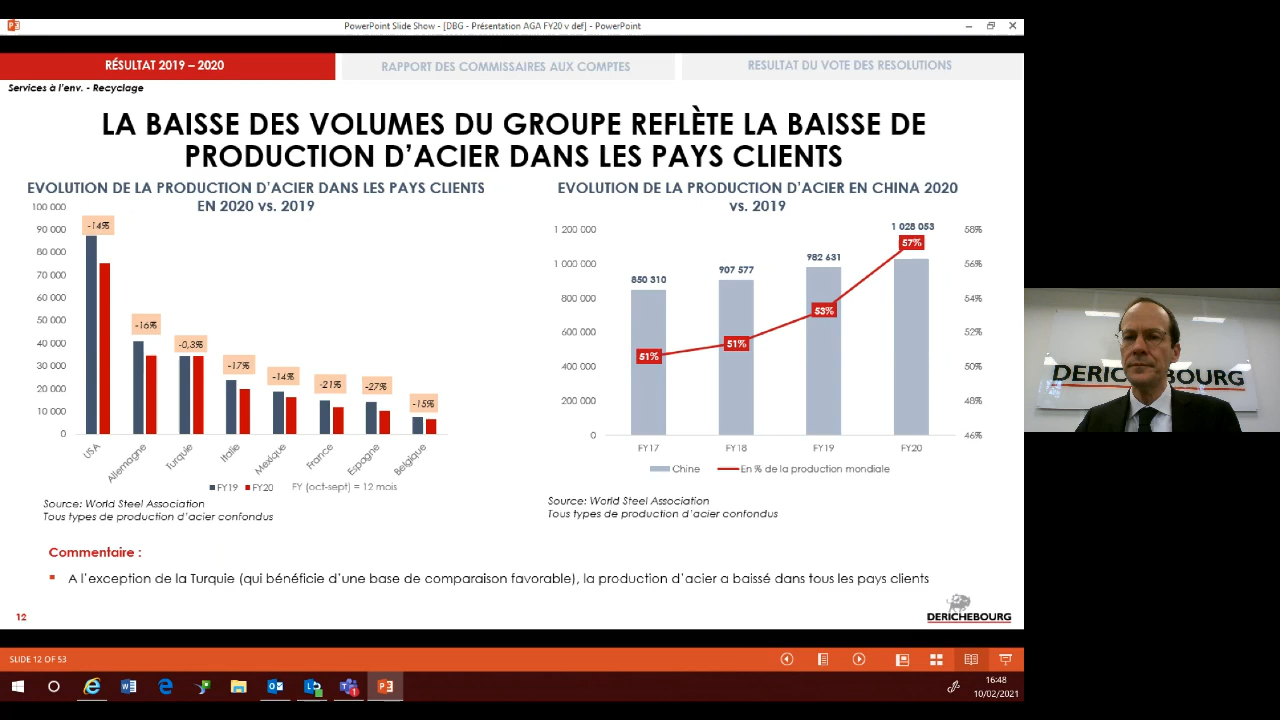 PowerPoint Slide Show - [DBG - Présentation AGA FY20 v def] - PowerPoint
RÉSULTAT 2019 – 2020
RAPPORT DES COMMISSAIRES AUX COMPTES
RESULTAT DU VOTE DES RESOLUTIONS
Services à l'env. - Recyclage
LA BAISSE DES VOLUMES DU GROUPE REFLÈTE LA BAISSE DE
PRODUCTION D'ACIER DANS LES PAYS CLIENTS
EVOLUTION DE LA PRODUCTION D'ACIER DANS LES PAYS CLIENTS
EN 2020 vs. 2019
100 000
90 000
80 000
70 000
60 000
50 000
40 000
30 000
20 000
10 000
0
-14%
-16%
-0,3%
-17%
-14%
-21%
-27%
-15%
USA
Allemagne
Turquie
Italie
Mexique
France
Espagne
Belgique
FY19
FY20
FY (oct-sept) = 12 mois
Source: World Steel Association
Tous types de production d'acier confondus
EVOLUTION DE LA PRODUCTION D'ACIER EN CHINA 2020
vs. 2019
1 200 000
1 000 000
800 000
600 000
400 000
200 000
0
850 310
907 577
982 631
1 028 053
51%
51%
53%
57%
58%
56%
54%
52%
50%
48%
46%
FY17
FY18
FY19
FY20
Chine
En % de la production mondiale
Source: World Steel Association
Tous types de production d'acier confondus
Commentaire :
A l'exception de la Turquie (qui bénéficie d'une base de comparaison favorable), la production d'acier a baissé dans tous les pays clients
12
DERICHEBOURG
SLIDE 12 OF 53
16:48
10/02/2021
DERICHEBOURG